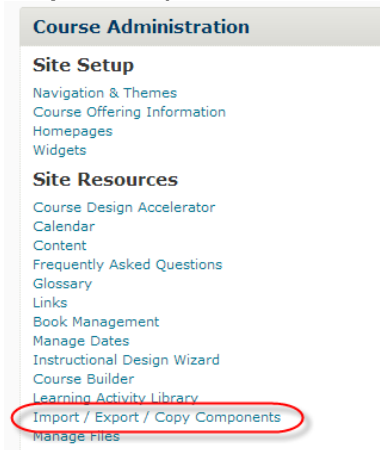 Course Administration
Site Setup
Navigation & Themes
Course Offering Information
Homepages
Widgets
Site Resources
Course Design Accelerator
Calendar
Content
Frequently Asked Questions
Glossary
Links
Book Management
Manage Dates
Instructional Design Wizard
Course Builder
Learning Activity Library
Import / Export / Copy Components
Manage Files